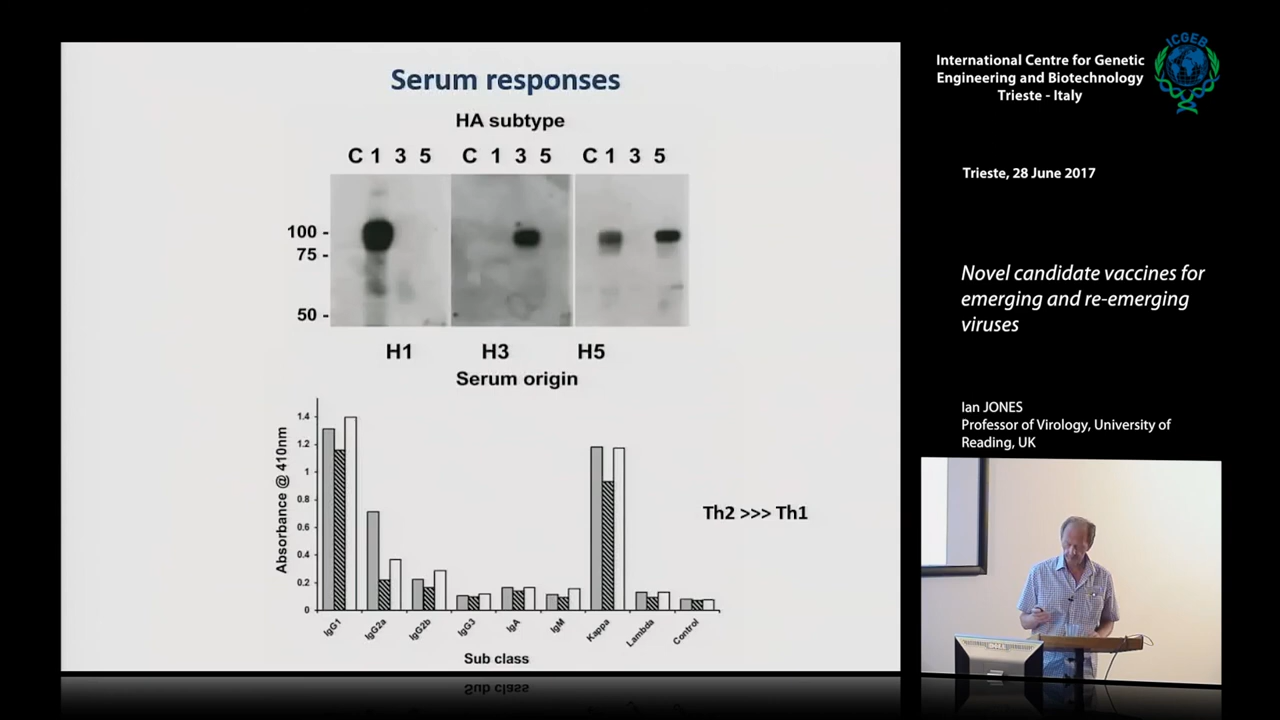 Serum responses
HA subtype
C 1 3 5 C 1 3 5 C 1 3 5
100 -
75 -
50 -
H1 H3 H5
Serum origin
Absorbance @ 410nm
1.4
1.2
1
0.8
0.6
0.4
0.2
0
IgG1 IgG2a IgG2b IgG3 IgA IgM Kappa Lambda Control
Sub class
Th2 >>> Th1
ICGEB
International Centre for Genetic
Engineering and Biotechnology
Trieste - Italy
Trieste, 28 June 2017
Novel candidate vaccines for
emerging and re-emerging
viruses
Ian JONES
Professor of Virology, University of
Reading, UK